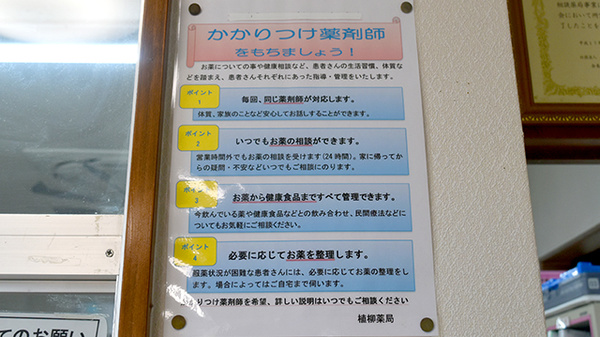 かかりつけ薬剤師
をもちましょう！
お薬についての事や健康相談など、患者さんの生活習慣、体質な
どを踏まえ、患者さんそれぞれにあった指導・管理をいたします。
ポイント
1
毎回、同じ薬剤師が対応します。
体質、家族のことなど安心してお話しすることができます。
ポイント
2
いつでもお薬の相談ができます。
営業時間外でもお薬の相談を受けます(24時間)。家に帰ってか
らの疑問・不安などいつでもご相談にのります。
ポイント
3
お薬から健康食品まですべて管理できます。
今飲んでいる薬や健康食品などとの飲み合わせ、民間療法などに
ついてもお気軽にご相談ください。
ポイント
4
必要に応じてお薬を整理します。
服薬状況が困難な患者さんには、必要に応じてお薬の整理をし
ます。場合によってはご自宅まで伺います。
かかりつけ薬剤師を希望、詳しい説明はいつでもご相談ください
植柳薬局
てのお願い